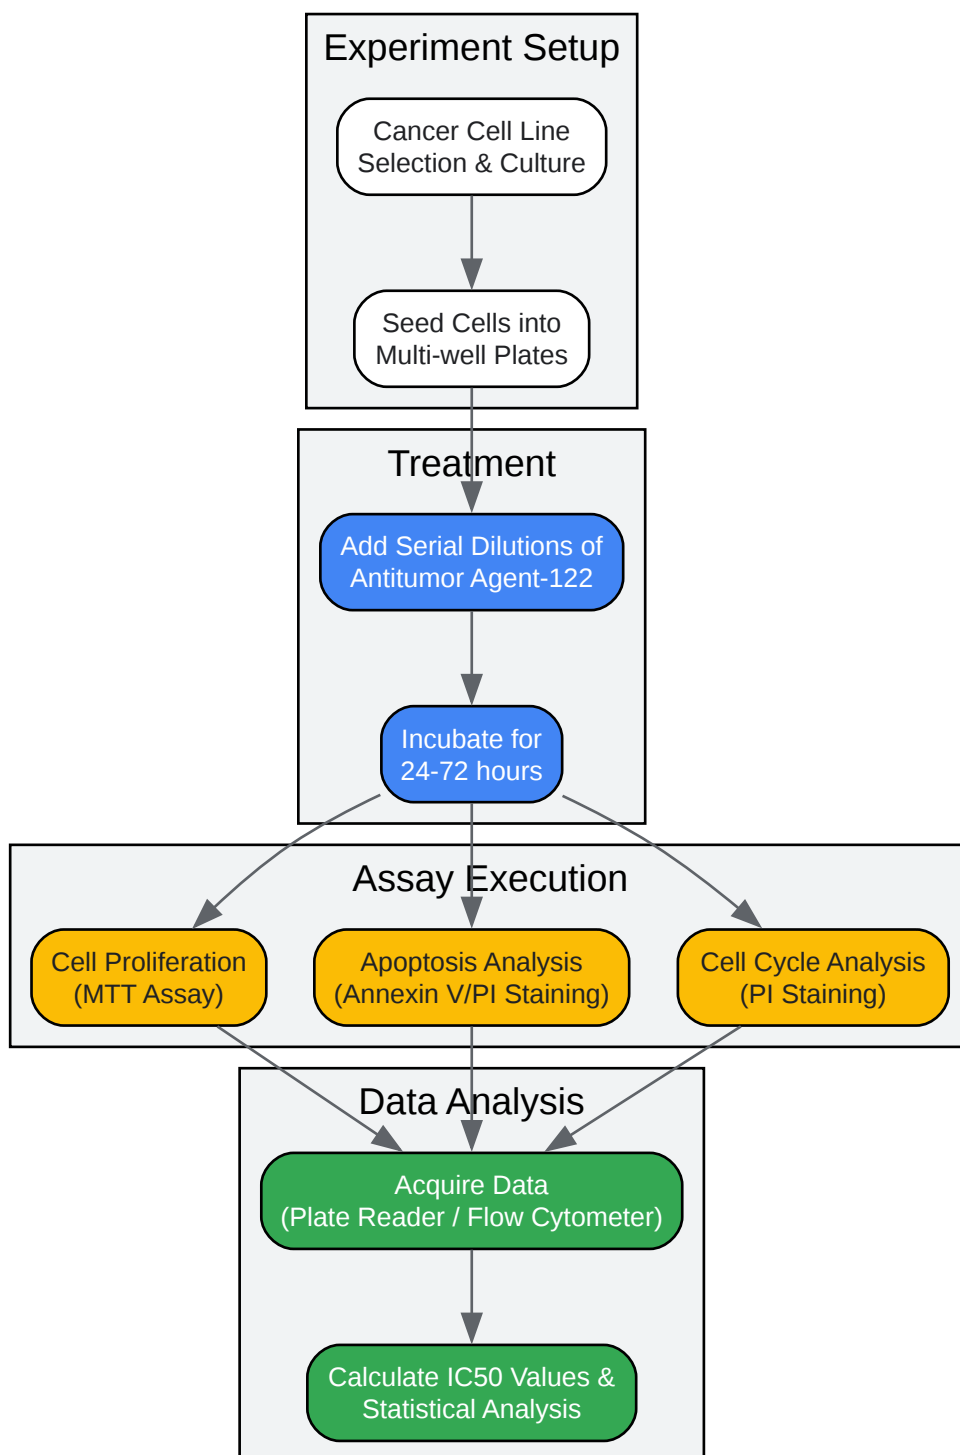 Experiment Setup
Cancer Cell Line
Selection & Culture
Seed Cells into
Multi-well Plates
Treatment
Add Serial Dilutions of
Antitumor Agent-122
Incubate for
24-72 hours
Assay Execution
Cell Proliferation
(MTT Assay)
Apoptosis Analysis
(Annexin V/PI Staining)
Cell Cycle Analysis
(PI Staining)
Data Analysis
Acquire Data
(Plate Reader / Flow Cytometer)
Calculate IC50 Values &
Statistical Analysis